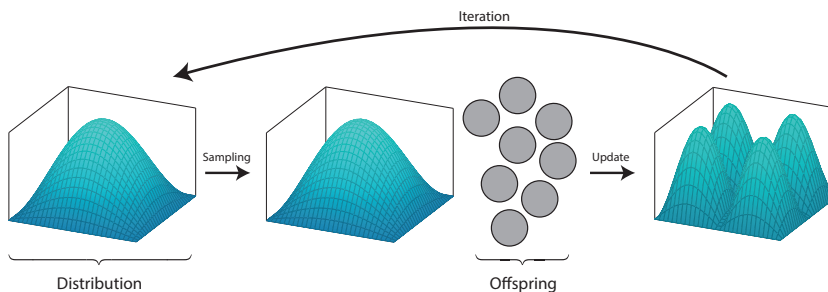 Iteration
Sampling
Update
Distribution
Offspring